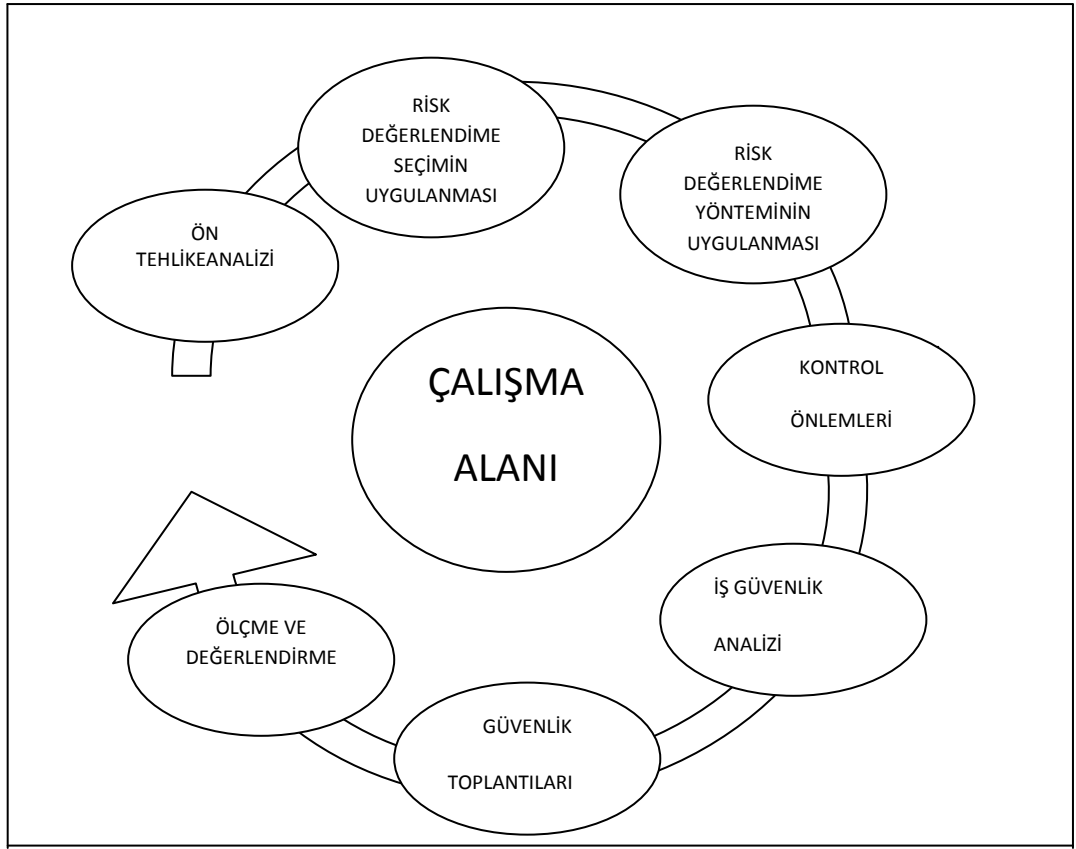 RİSK
DEĞERLENDİME
SEÇİMİN
UYGULANMASI
RİSK
DEĞERLENDİME
YÖNTEMİNİN
UYGULANMASI
ÖN
TEHLİKEANALİZİ
ÇALIŞMA
ALANI
KONTROL
ÖNLEMLERİ
İŞ GÜVENLİK
ANALİZİ
ÖLÇME VE
DEĞERLENDİRME
GÜVENLİK
TOPLANTILARI